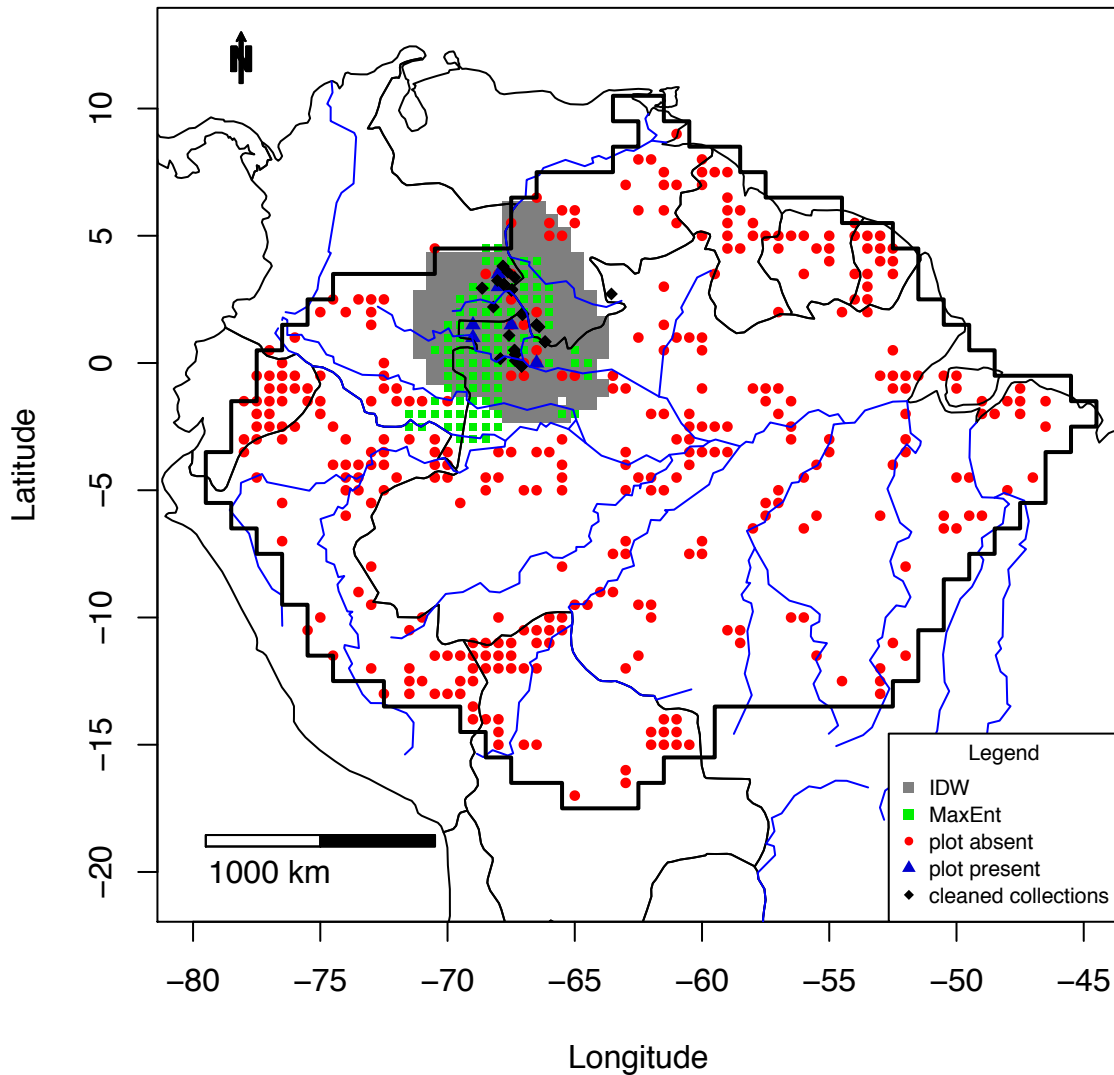 N
10
5
0
−5
−10
−15
−20
Latitude
1000 km
Legend
IDW
MaxEnt
plot absent
plot present
cleaned collections
−80 −75 −70 −65 −60 −55 −50 −45
Longitude